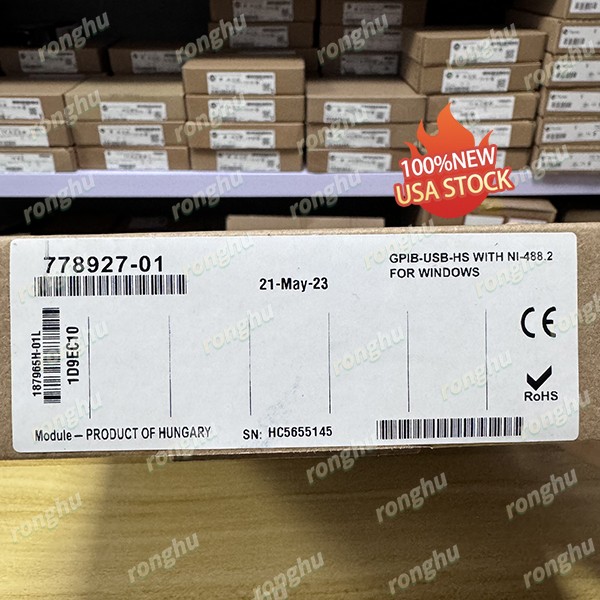 100%NEW
USA STOCK
778927-01
21-May-23
GPIB-USB-HS WITH NI-488.2
FOR WINDOWS
187965H-01L
1D9EC10
CE
RoHS
Module – PRODUCT OF HUNGARY
SN: HC5655145
ronghu